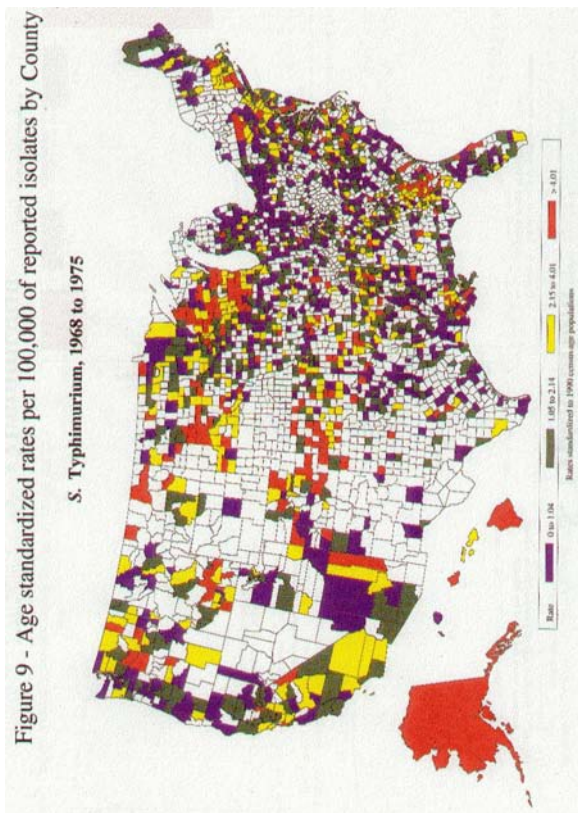 Figure 9 - Age standardized rates per 100,000 of reported isolates by County
S. Typhimurium, 1968 to 1975
Rate 0 to 1.04 1.05 to 2.14 2.15 to 4.01 > 4.01
Rates standardized to 1990 census age populations